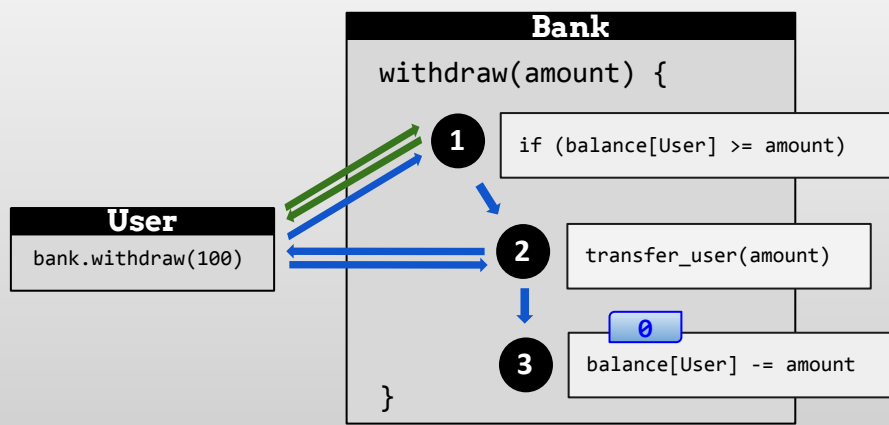 Bank
withdraw(amount) {
1
if (balance[User] >= amount)
User
bank.withdraw(100)
2
transfer_user(amount)
0
3
balance[User] -= amount
}